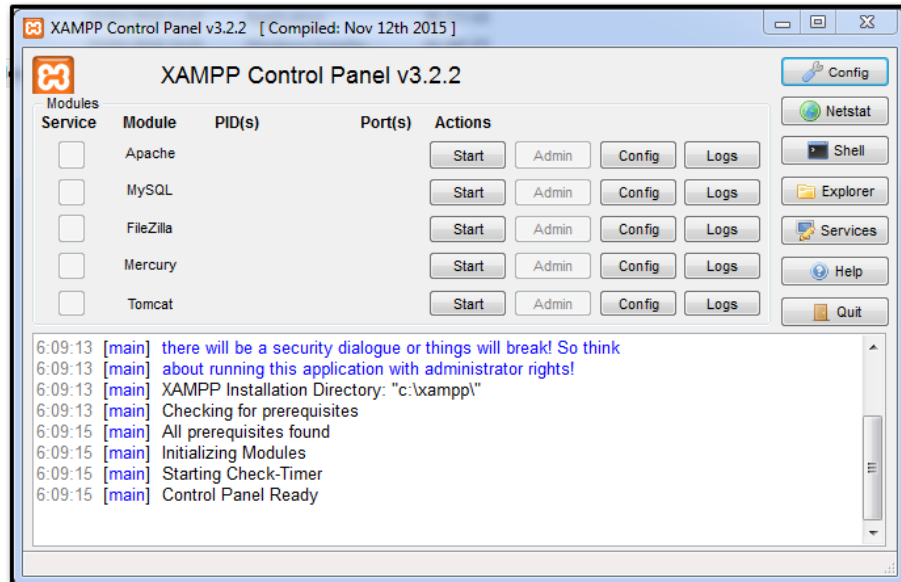 XAMPP Control Panel v3.2.2 [ Compiled: Nov 12th 2015 ]
XAMPP Control Panel v3.2.2
Config
Modules
Service Module PID(s) Port(s) Actions
Netstat
Apache Start Admin Config Logs
Shell
MySQL Start Admin Config Logs
Explorer
FileZilla Start Admin Config Logs
Services
Mercury Start Admin Config Logs
Help
Tomcat Start Admin Config Logs
Quit
6:09:13 [main] there will be a security dialogue or things will break! So think
6:09:13 [main] about running this application with administrator rights!
6:09:13 [main] XAMPP Installation Directory: "c:\xampp\"
6:09:13 [main] Checking for prerequisites
6:09:15 [main] All prerequisites found
6:09:15 [main] Initializing Modules
6:09:15 [main] Starting Check-Timer
6:09:15 [main] Control Panel Ready